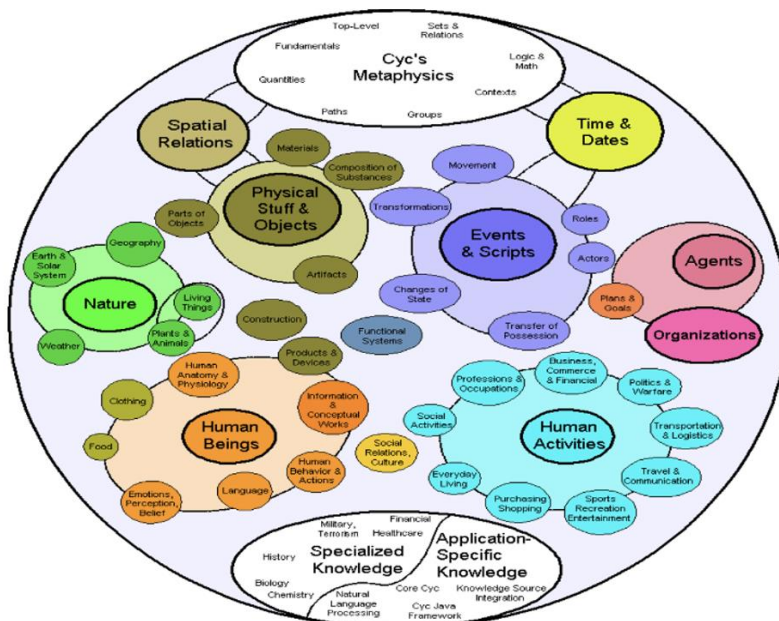 Top-Level
Sets &
Relations
Fundamentals
Logic &
Math
Cyc's
Metaphysics
Quantities
Contexts
Paths
Groups
Spatial
Relations
Time &
Dates
Materials
Composition of
Substances
Movement
Physical
Stuff &
Objects
Transformations
Parts of
Objects
Roles
Events
& Scripts
Actors
Geography
Earth &
Solar
System
Agents
Artifacts
Changes of
State
Plans &
Goals
Nature
Living
Things
Construction
Functional
Systems
Transfer of
Possession
Organizations
Weather
Plants &
Animals
Products &
Devices
Human
Anatomy &
Physiology
Business,
Commerce
& Financial
Professions &
Occupations
Politics &
Warfare
Clothing
Information
& Conceptual
Works
Social
Activities
Transportation
& Logistics
Human
Beings
Human
Activities
Food
Social
Relations,
Culture
Human
Behavior &
Actions
Everyday
Living
Travel &
Communication
Emotions,
Perception,
Belief
Language
Purchasing
Shopping
Sports
Recreation
Entertainment
Military,
Terrorism
Financial
Healthcare
Application-
Specific
Knowledge
History
Specialized
Knowledge
Biology
Chemistry
Natural
Language
Processing
Core Cyc
Knowledge Source
Integration
Cyc Java
Framework